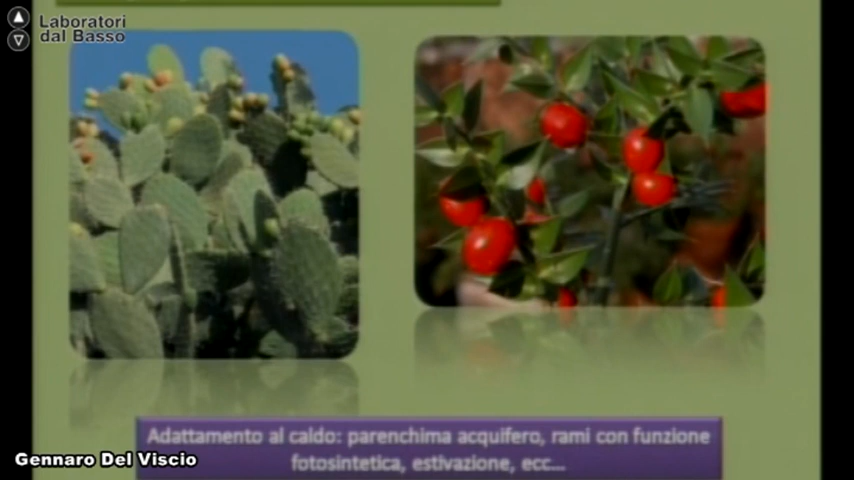 Laboratori
dal Basso
Adattamento al caldo: parenchima acquifero, rami con funzione
fotosintetica, estivazione, ecc...
Gennaro Del Viscio